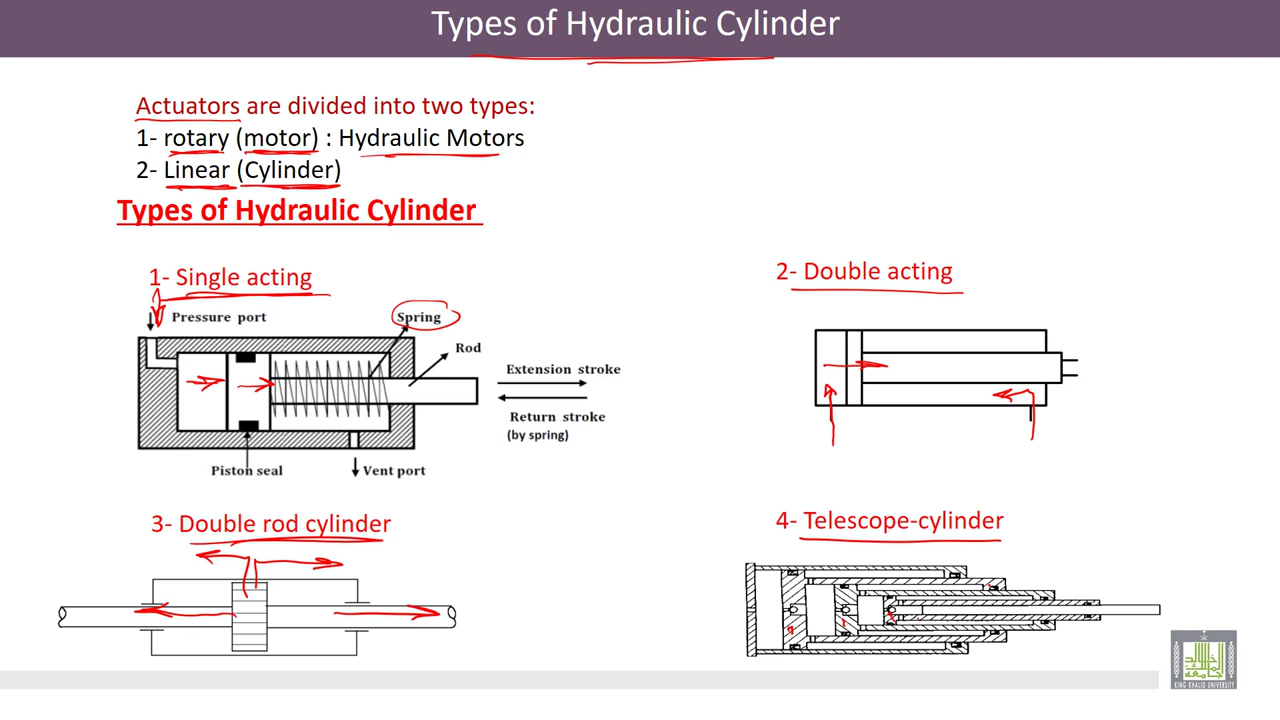 Types of Hydraulic Cylinder
Actuators are divided into two types:
1- rotary (motor) : Hydraulic Motors
2- Linear (Cylinder)
Types of Hydraulic Cylinder
1- Single acting
Pressure port
Spring
Rod
Extension stroke
Return stroke
(by spring)
Piston seal
Vent port
2- Double acting
3- Double rod cylinder
4- Telescope-cylinder
KING KHALID UNIVERSITY